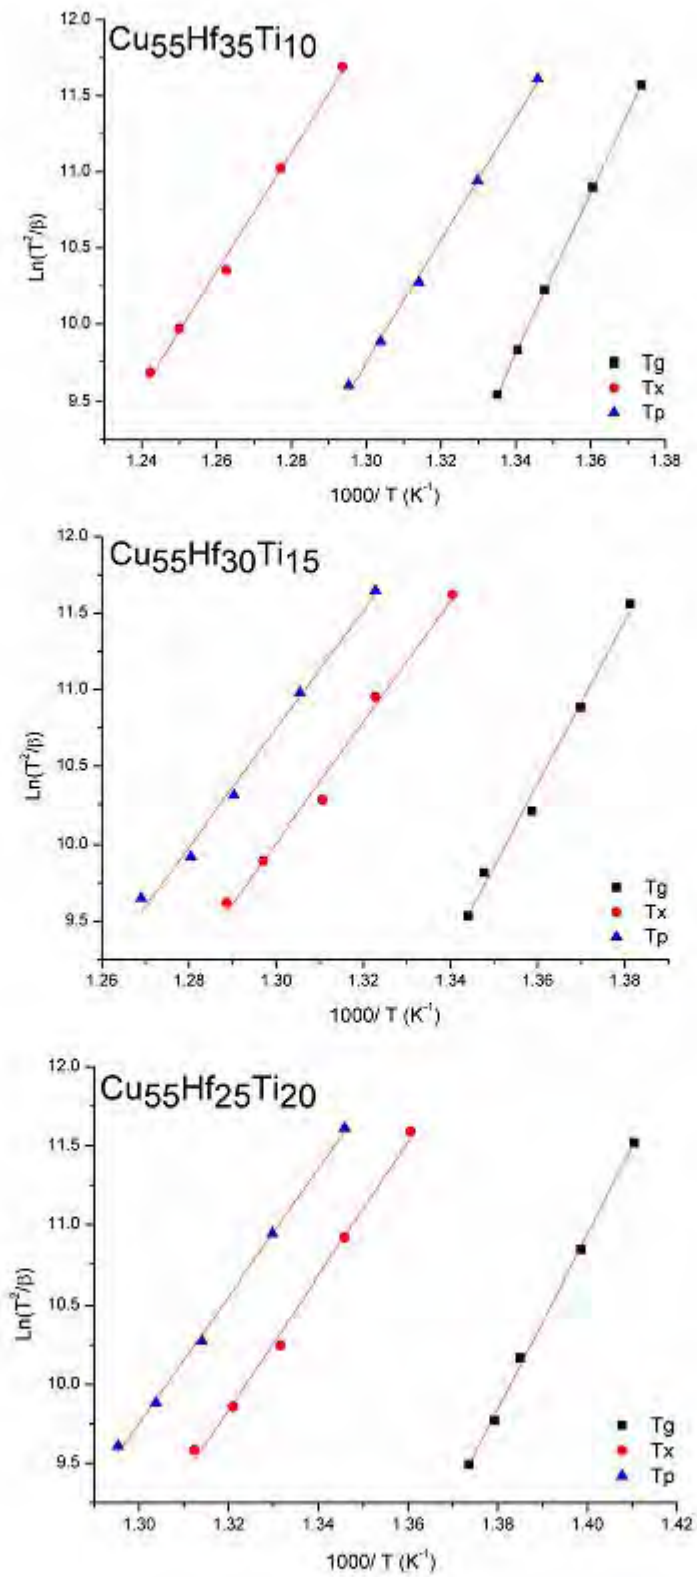 Cu55Hf35Ti10
12.0
11.5
11.0
10.5
10.0
9.5
Ln(T²/β)
Tg
Tx
Tp
1.24 1.26 1.28 1.30 1.32 1.34 1.36 1.38
1000/ T (K⁻¹)
Cu55Hf30Ti15
12.0
11.5
11.0
10.5
10.0
9.5
Ln(T²/β)
Tg
Tx
Tp
1.26 1.28 1.30 1.32 1.34 1.36 1.38
1000/ T (K⁻¹)
Cu55Hf25Ti20
12.0
11.5
11.0
10.5
10.0
9.5
Ln(T²/β)
Tg
Tx
Tp
1.30 1.32 1.34 1.36 1.38 1.40 1.42
1000/ T (K⁻¹)